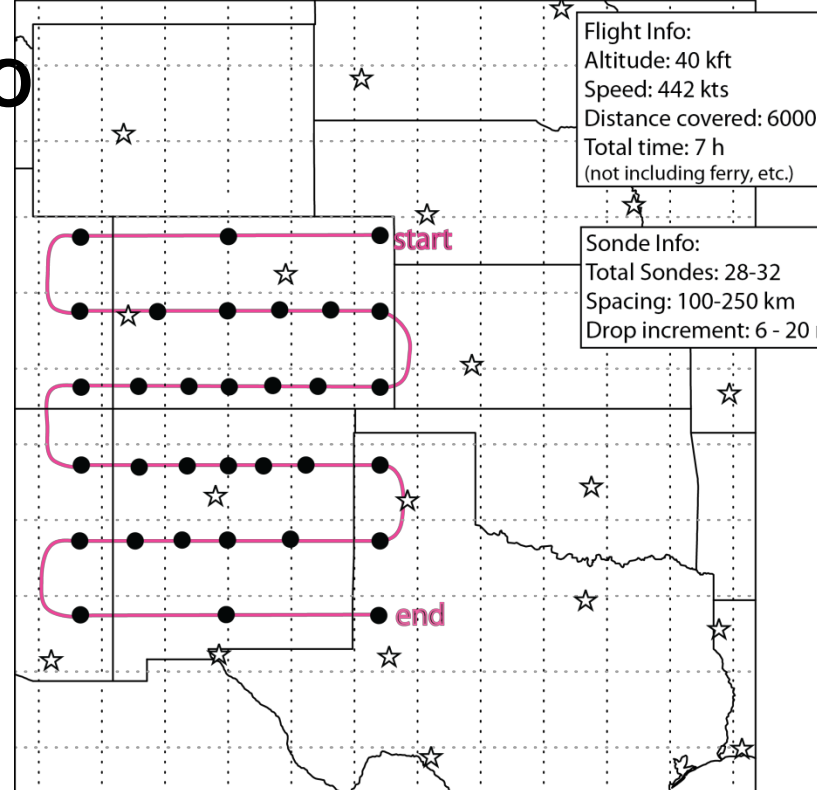 o
Flight Info:
Altitude: 40 kft
Speed: 442 kts
Distance covered: 6000
Total time: 7 h
(not including ferry, etc.)
start
Sonde Info:
Total Sondes: 28-32
Spacing: 100-250 km
Drop increment: 6 - 20
end